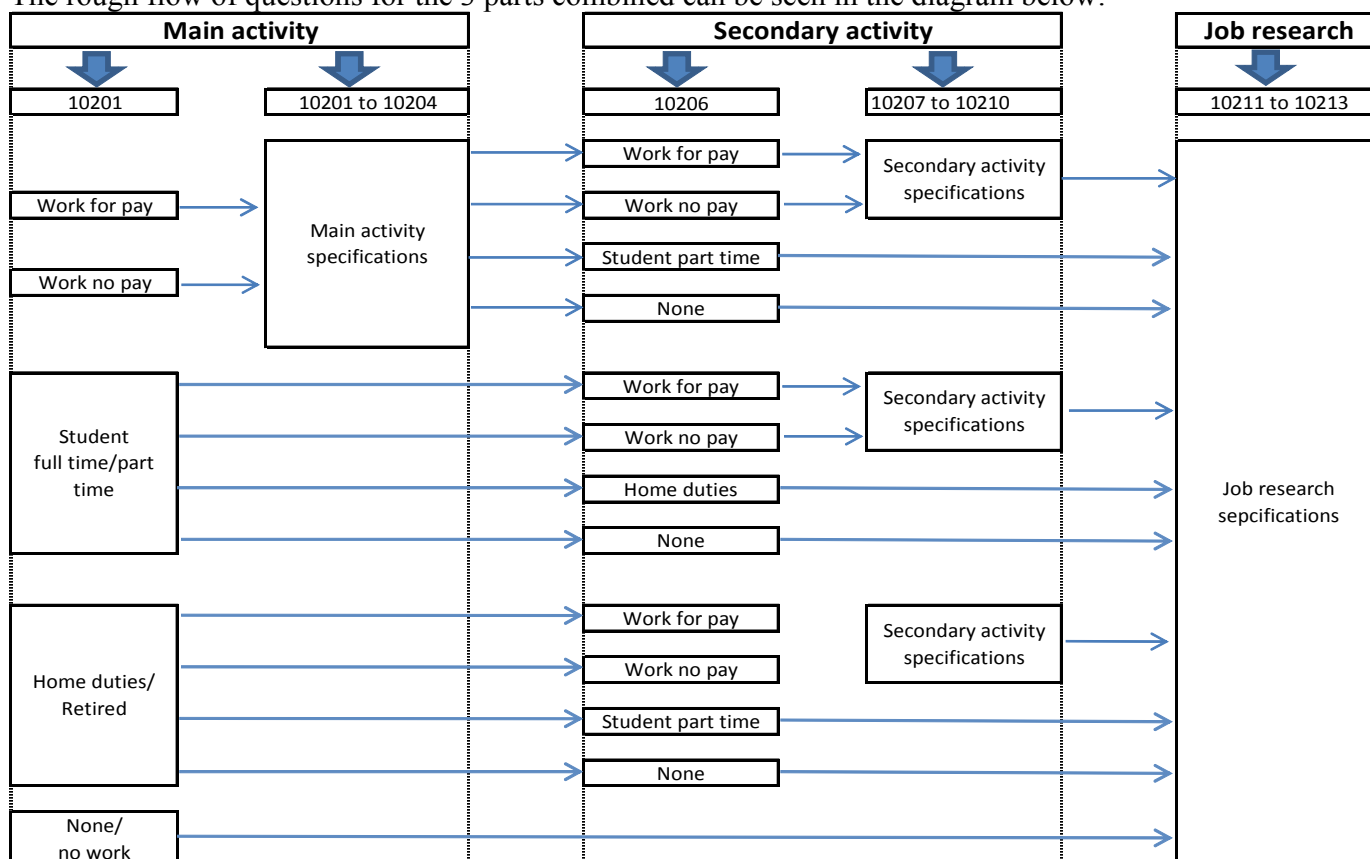 The rough flow of questions for the 3 parts combined can be seen in the diagram below:
Main activity Secondary activity Job research
10201 10201 to 10204 10206 10207 to 10210 10211 to 10213
Work for pay
Work no pay
Main activity
specifications
Work for pay
Work no pay
Student part time
None
Secondary activity
specifications
Student
full time/part
time
Work for pay
Work no pay
Home duties
None
Secondary activity
specifications
Home duties/
Retired
Work for pay
Work no pay
Student part time
None
Secondary activity
specifications
None/
no work
Job research
sepcifications